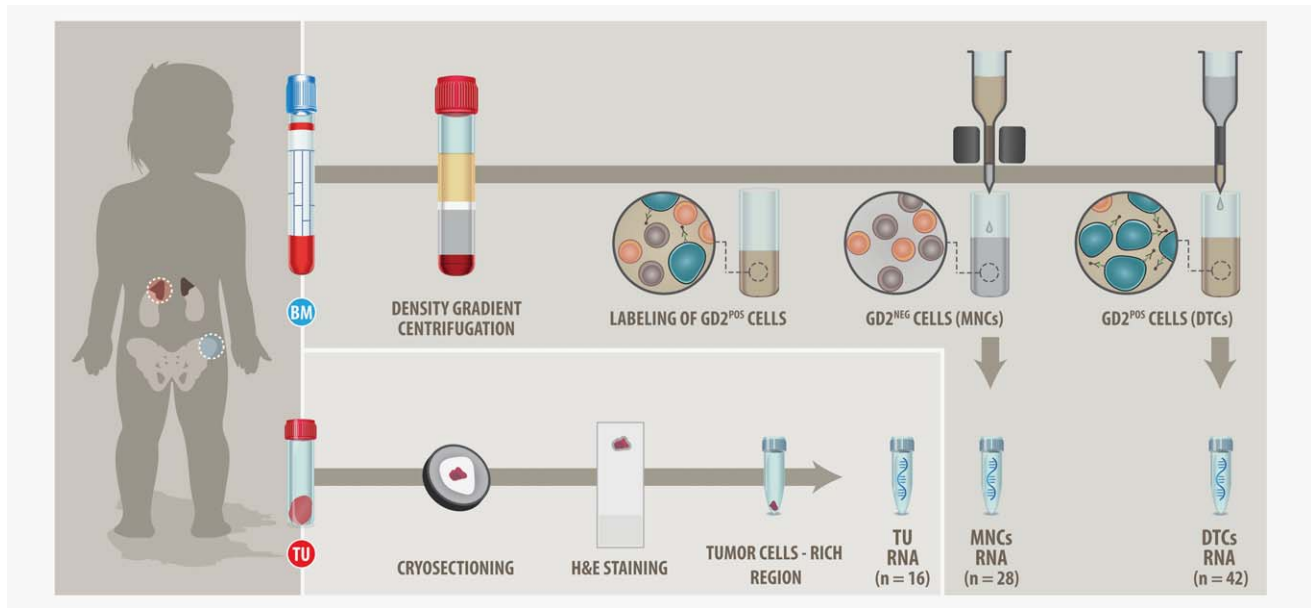 BM
DENSITY GRADIENT
CENTRIFUGATION
LABELING OF GD2ᴾᴼˢ CELLS
GD2ᴺᴱᴳ CELLS (MNCs)
GD2ᴾᴼˢ CELLS (DTCs)
TU
CRYOSECTIONING
H&E STAINING
TUMOR CELLS - RICH
REGION
TU
RNA
(n = 16)
MNCs
RNA
(n = 28)
DTCs
RNA
(n = 42)